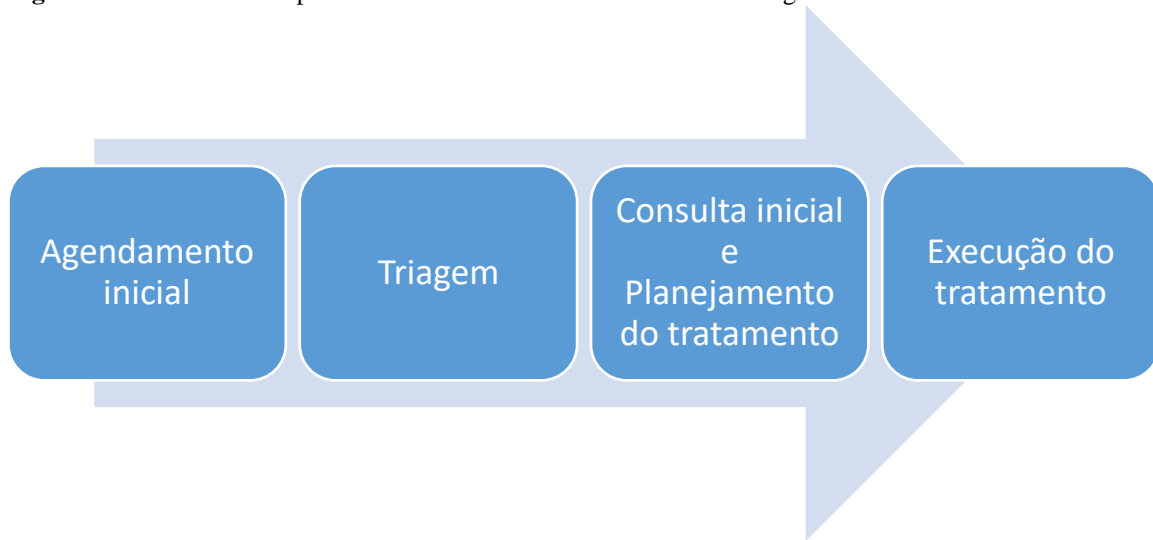 Agendamento
inicial
Triagem
Consulta inicial
e
Planejamento
do tratamento
Execução do
tratamento